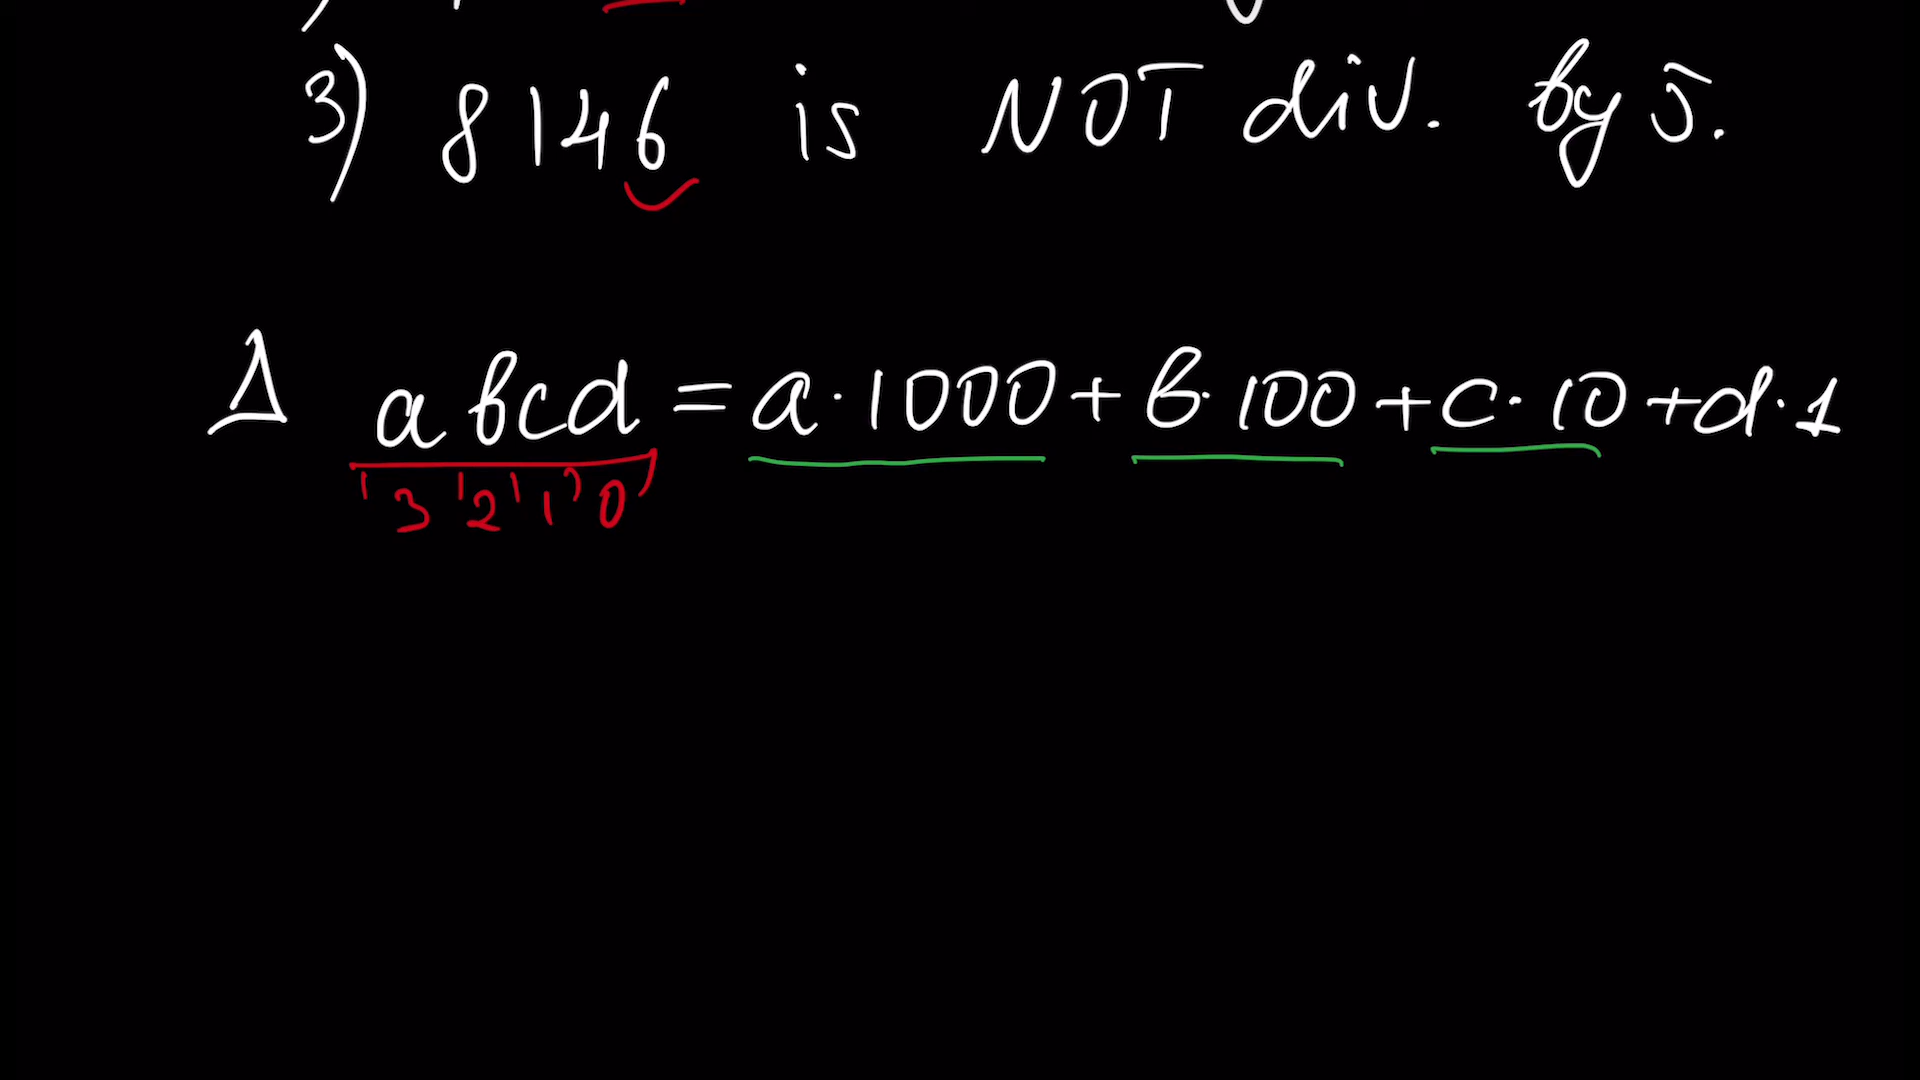 3) 8146 is NOT div. by 5.
Δ abcd = a·1000 + b·100 + c·10 + d·1
3 2 1 0